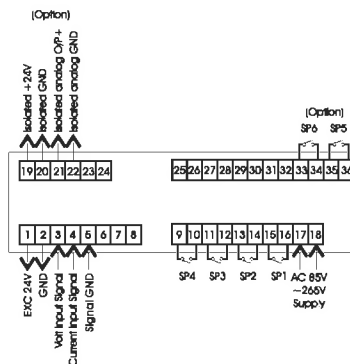 (Option)
Isolated +24V
Isolated GND
Isolated analog O/P+
Isolated analog GND
(Option)
SP6 SP5
19 20 21 22 23 24
25 26 27 28 29 30 31 32 33 34 35 36
1 2 3 4 5 6 7 8
9 10 11 12 13 14 15 16 17 18
EXC 24V
GND
Volt Input Signal
Current Input Signal
Signal GND
SP4 SP3 SP2 SP1
AC 85V
~265V
Supply